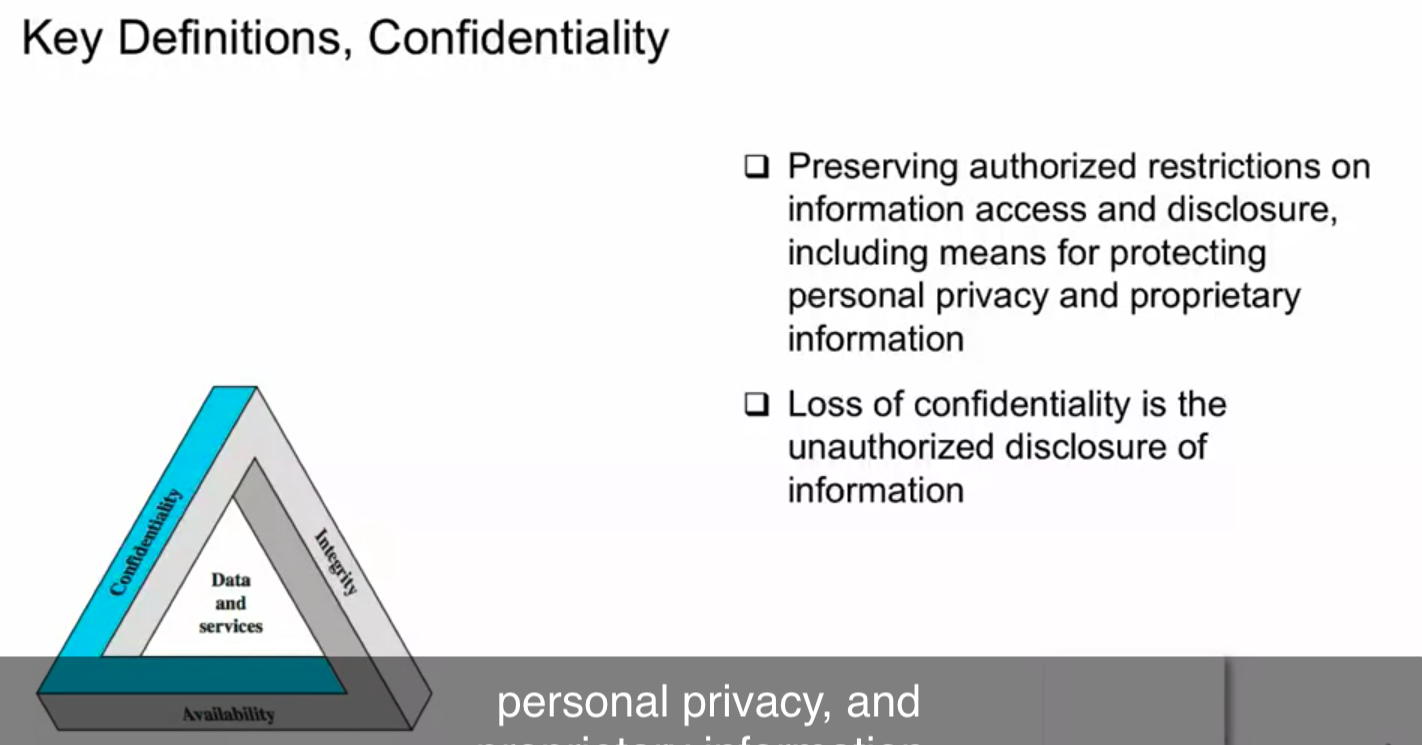 Key Definitions, Confidentiality
❑ Preserving authorized restrictions on
information access and disclosure,
including means for protecting
personal privacy and proprietary
information
❑ Loss of confidentiality is the
unauthorized disclosure of
information
Confidentiality
Integrity
Data
and
services
Availability
personal privacy, and
proprietary information